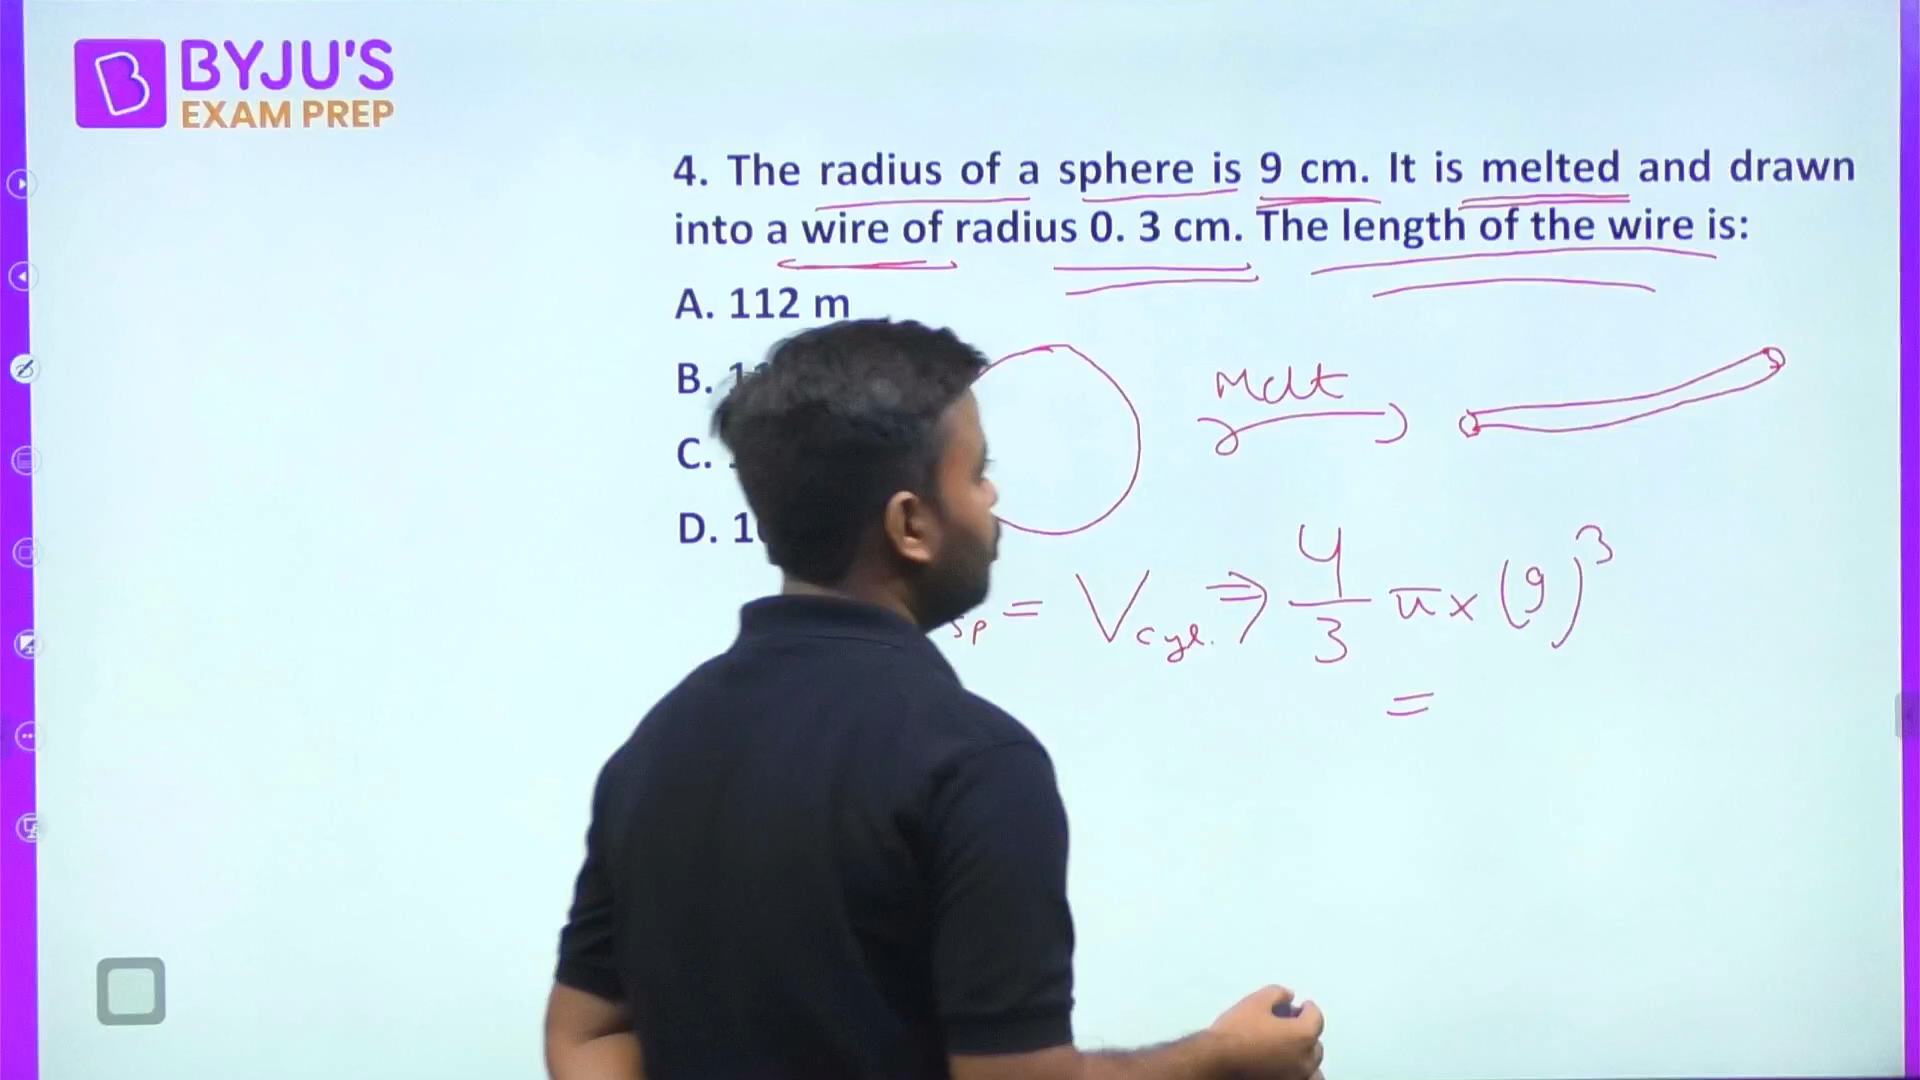 BYJU'S
EXAM PREP
4. The radius of a sphere is 9 cm. It is melted and drawn
into a wire of radius 0. 3 cm. The length of the wire is:
A. 112 m
B.
C.
D.
Melt
sp = Vcyl. ⇒ 4/3 π × (9)³
=